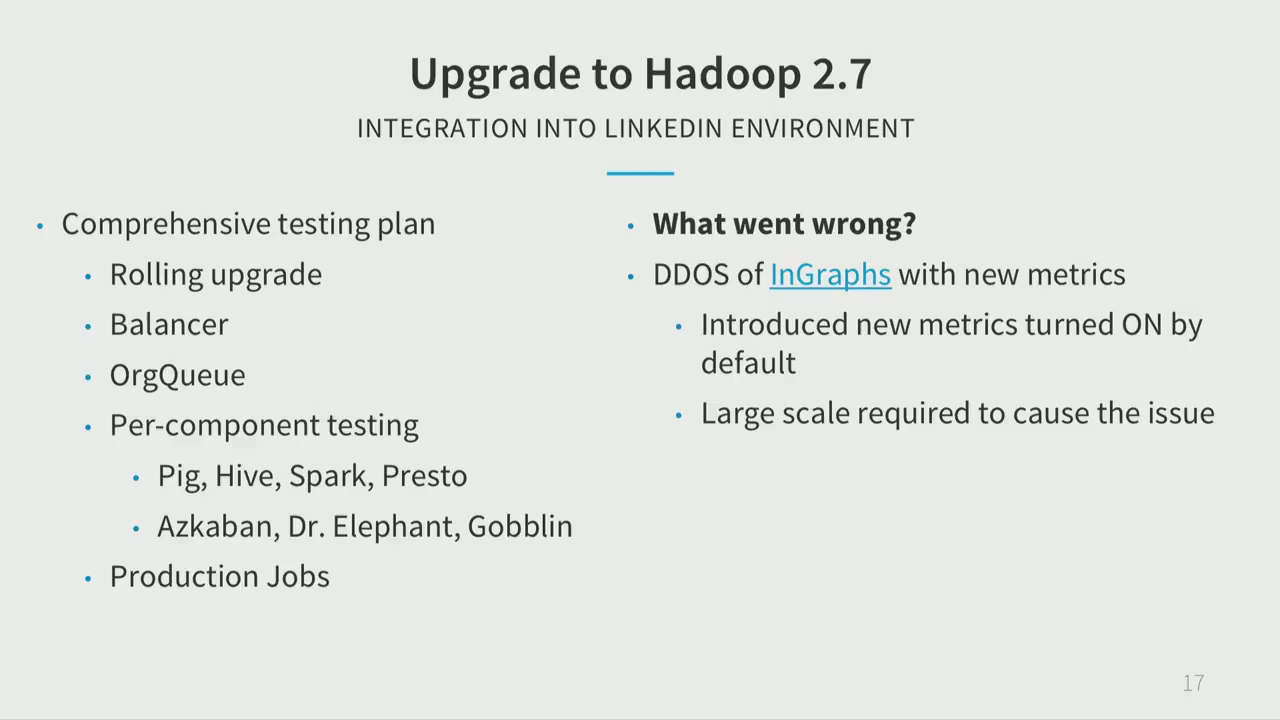 Upgrade to Hadoop 2.7
INTEGRATION INTO LINKEDIN ENVIRONMENT
• Comprehensive testing plan
• Rolling upgrade
• Balancer
• OrgQueue
• Per-component testing
• Pig, Hive, Spark, Presto
• Azkaban, Dr. Elephant, Gobblin
• Production Jobs
• What went wrong?
• DDOS of InGraphs with new metrics
• Introduced new metrics turned ON by
default
• Large scale required to cause the issue
17